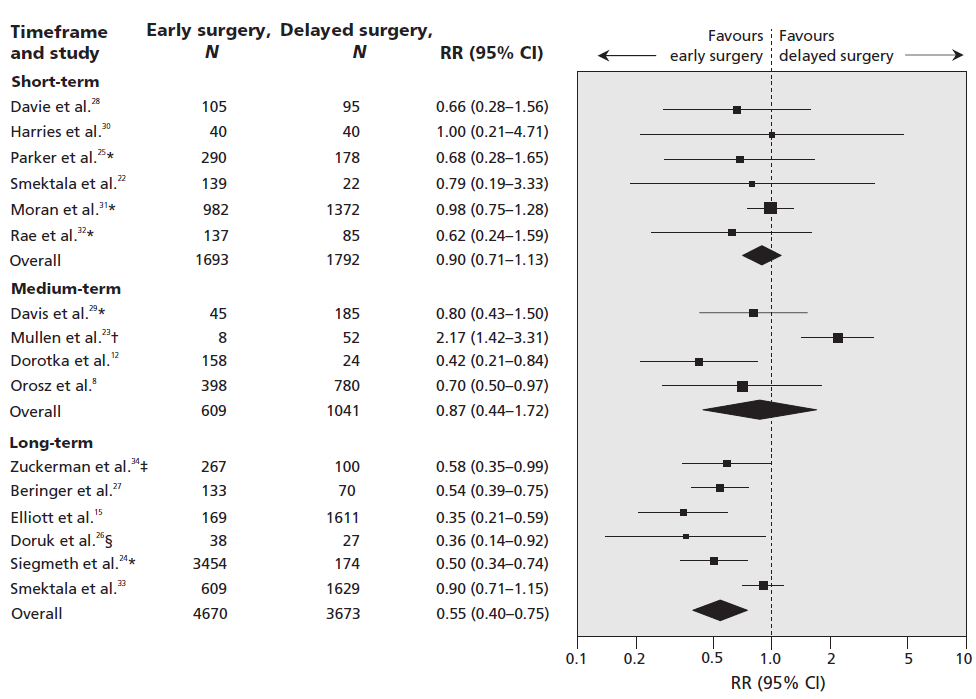 Timeframe and study Early surgery, N Delayed surgery, N RR (95% CI)
Favours early surgery Favours delayed surgery
Short-term
Davie et al.28 105 95 0.66 (0.28–1.56)
Harries et al.30 40 40 1.00 (0.21–4.71)
Parker et al.25* 290 178 0.68 (0.28–1.65)
Smektala et al.22 139 22 0.79 (0.19–3.33)
Moran et al.31* 982 1372 0.98 (0.75–1.28)
Rae et al.32* 137 85 0.62 (0.24–1.59)
Overall 1693 1792 0.90 (0.71–1.13)
Medium-term
Davis et al.29* 45 185 0.80 (0.43–1.50)
Mullen et al.23† 8 52 2.17 (1.42–3.31)
Dorotka et al.12 158 24 0.42 (0.21–0.84)
Orosz et al.8 398 780 0.70 (0.50–0.97)
Overall 609 1041 0.87 (0.44–1.72)
Long-term
Zuckerman et al.34‡ 267 100 0.58 (0.35–0.99)
Beringer et al.27 133 70 0.54 (0.39–0.75)
Elliott et al.15 169 1611 0.35 (0.21–0.59)
Doruk et al.26§ 38 27 0.36 (0.14–0.92)
Siegmeth et al.24* 3454 174 0.50 (0.34–0.74)
Smektala et al.33 609 1629 0.90 (0.71–1.15)
Overall 4670 3673 0.55 (0.40–0.75)
0.1 0.2 0.5 1.0 2 5 10
RR (95% CI)